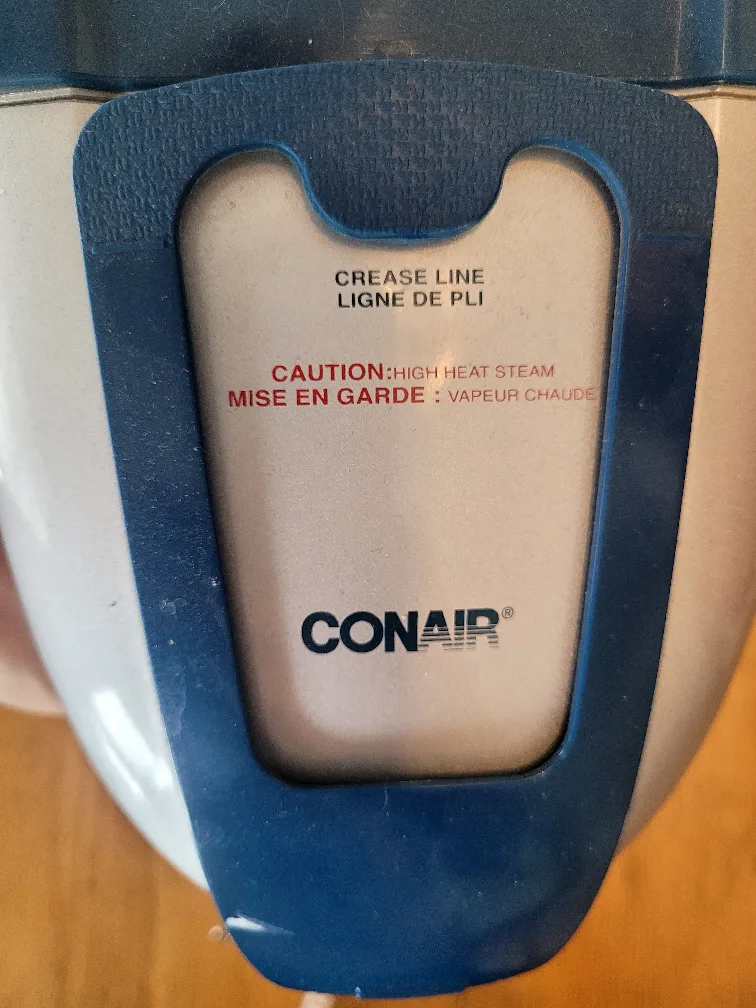 CREASE LINE
LIGNE DE PLI
CAUTION:HIGH HEAT STEAM
MISE EN GARDE : VAPEUR CHAUDE
CONAIR®